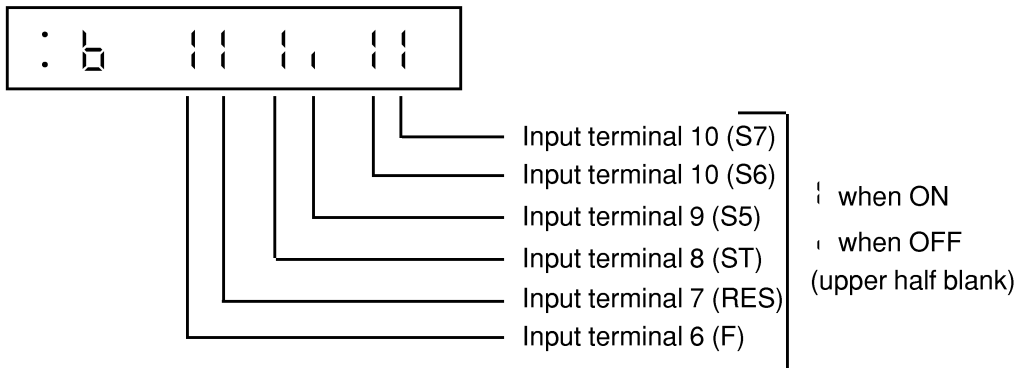 : b 11 1ı 11
Input terminal 10 (S7)
Input terminal 10 (S6)
Input terminal 9 (S5)
Input terminal 8 (ST)
Input terminal 7 (RES)
Input terminal 6 (F)
when ON
when OFF
(upper half blank)